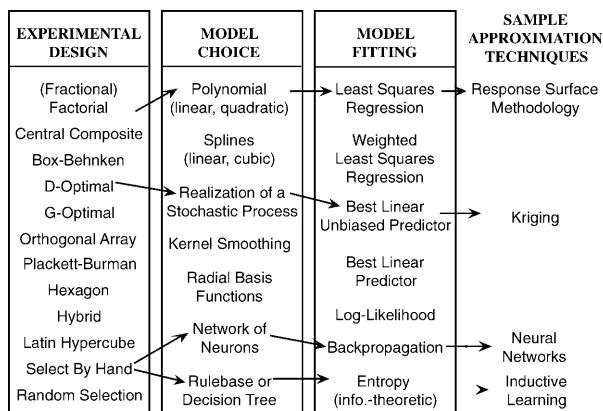 EXPERIMENTAL
DESIGN
(Fractional)
Factorial
Central Composite
Box-Behnken
D-Optimal
G-Optimal
Orthogonal Array
Plackett-Burman
Hexagon
Hybrid
Latin Hypercube
Select By Hand
Random Selection
MODEL
CHOICE
Polynomial
(linear, quadratic)
Splines
(linear, cubic)
Realization of a
Stochastic Process
Kernel Smoothing
Radial Basis
Functions
Network of
Neurons
Rulebase or
Decision Tree
MODEL
FITTING
Least Squares
Regression
Weighted
Least Squares
Regression
Best Linear
Unbiased Predictor
Best Linear
Predictor
Log-Likelihood
Backpropagation
Entropy
(info.-theoretic)
SAMPLE
APPROXIMATION
TECHNIQUES
Response Surface
Methodology
Kriging
Neural
Networks
Inductive
Learning